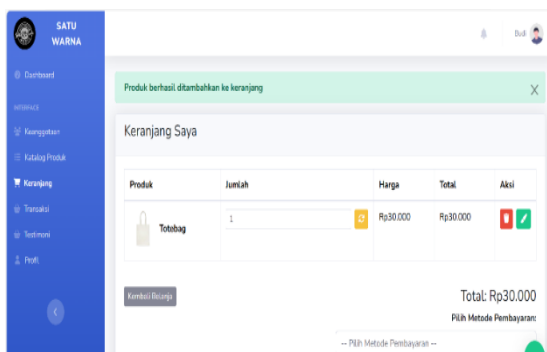 SATU
WARNA
Budi
Dashboard
Produk berhasil ditambahkan ke keranjang
X
INTERFACE
Keanggotaan
Keranjang Saya
Katalog Produk
Keranjang
Produk Jumlah Harga Total Aksi
Transaksi
Totebag 1 Rp30.000 Rp30.000
Testimoni
Profil
Kembali Belanja
Total: Rp30.000
Pilih Metode Pembayaran:
-- Pilih Metode Pembayaran --